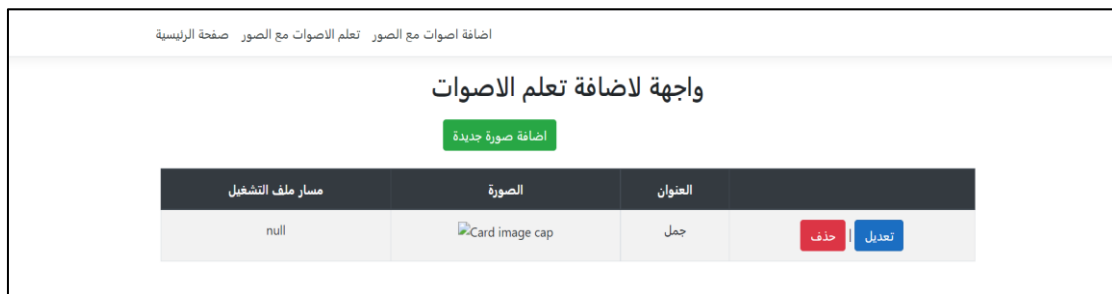 صفحة الرئيسية تعلم الاصوات مع الصور اضافة اصوات مع الصور
واجهة لاضافة تعلم الاصوات
اضافة صورة جديدة
العنوان الصورة مسار ملف التشغيل
تعديل | حذف جمل Card image cap null